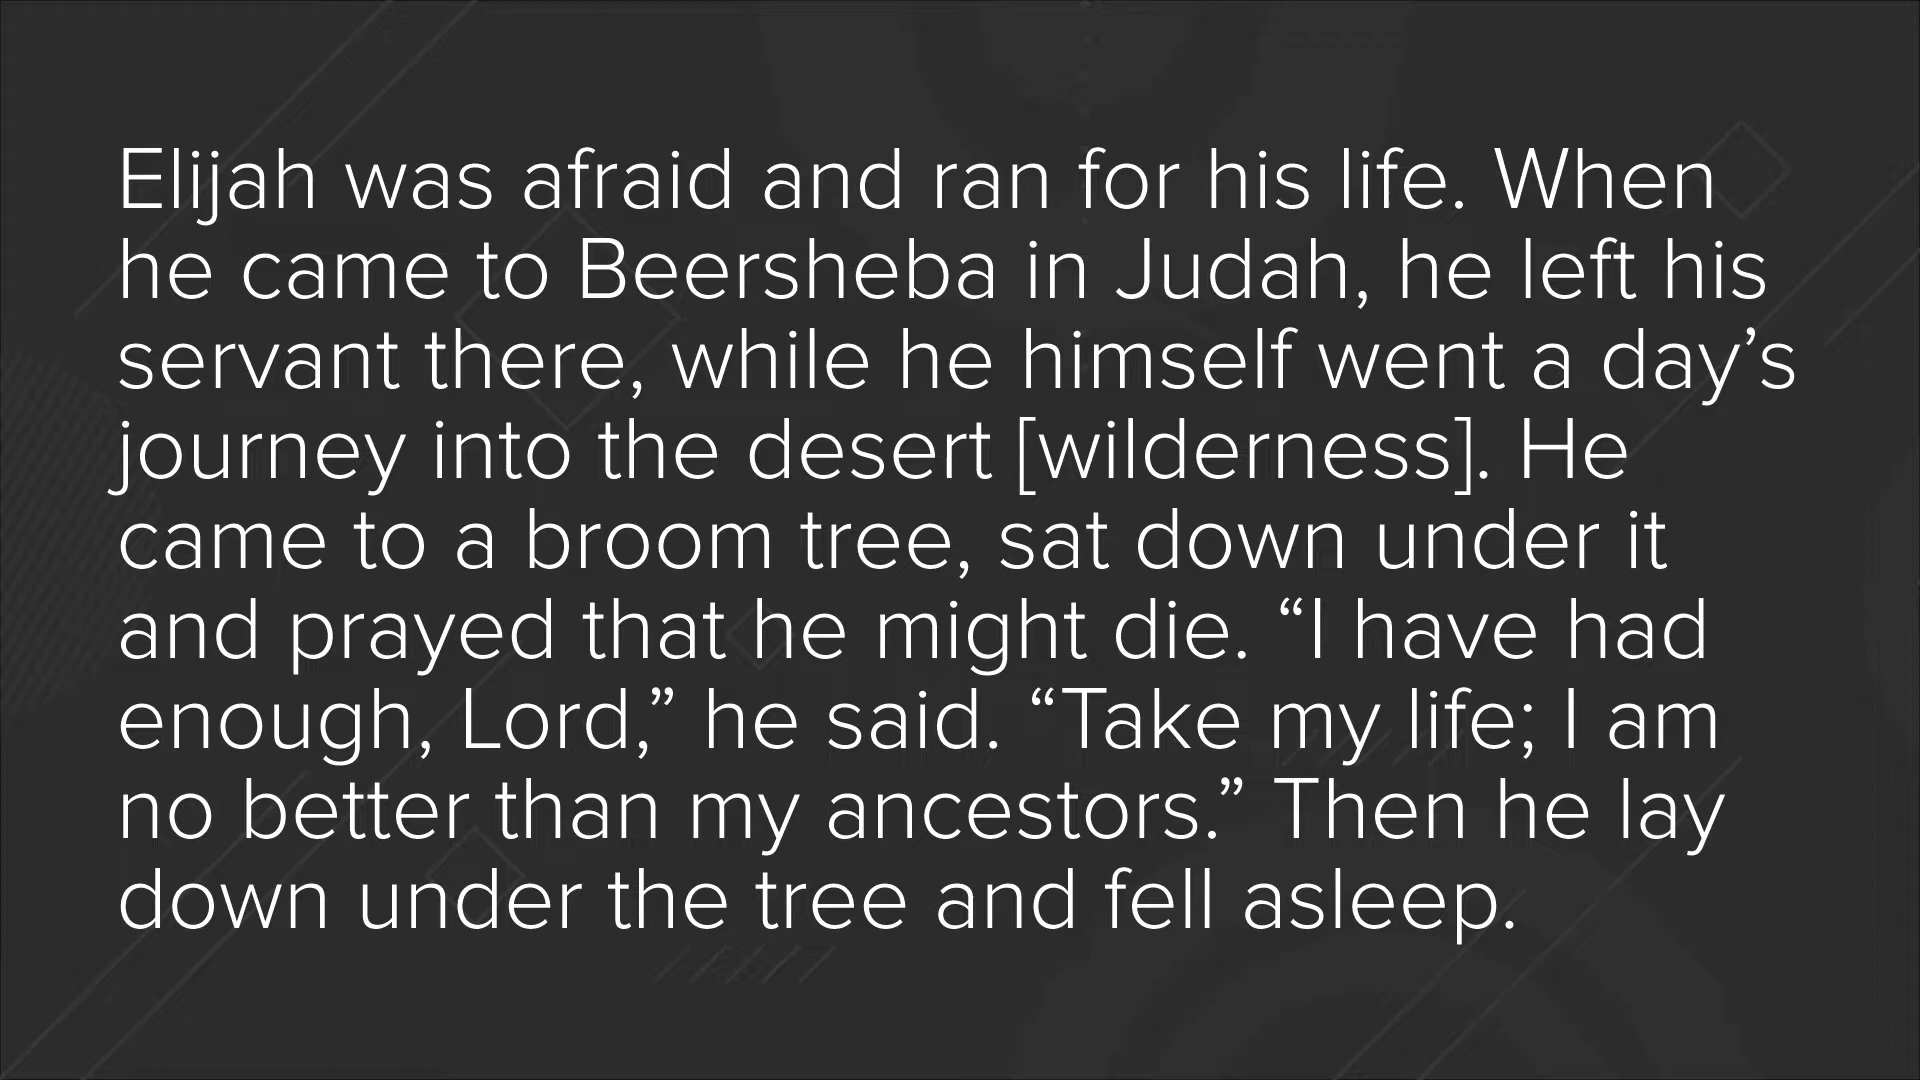 Elijah was afraid and ran for his life. When
he came to Beersheba in Judah, he left his
servant there, while he himself went a day’s
journey into the desert [wilderness]. He
came to a broom tree, sat down under it
and prayed that he might die. “I have had
enough, Lord,” he said. “Take my life; I am
no better than my ancestors.” Then he lay
down under the tree and fell asleep.